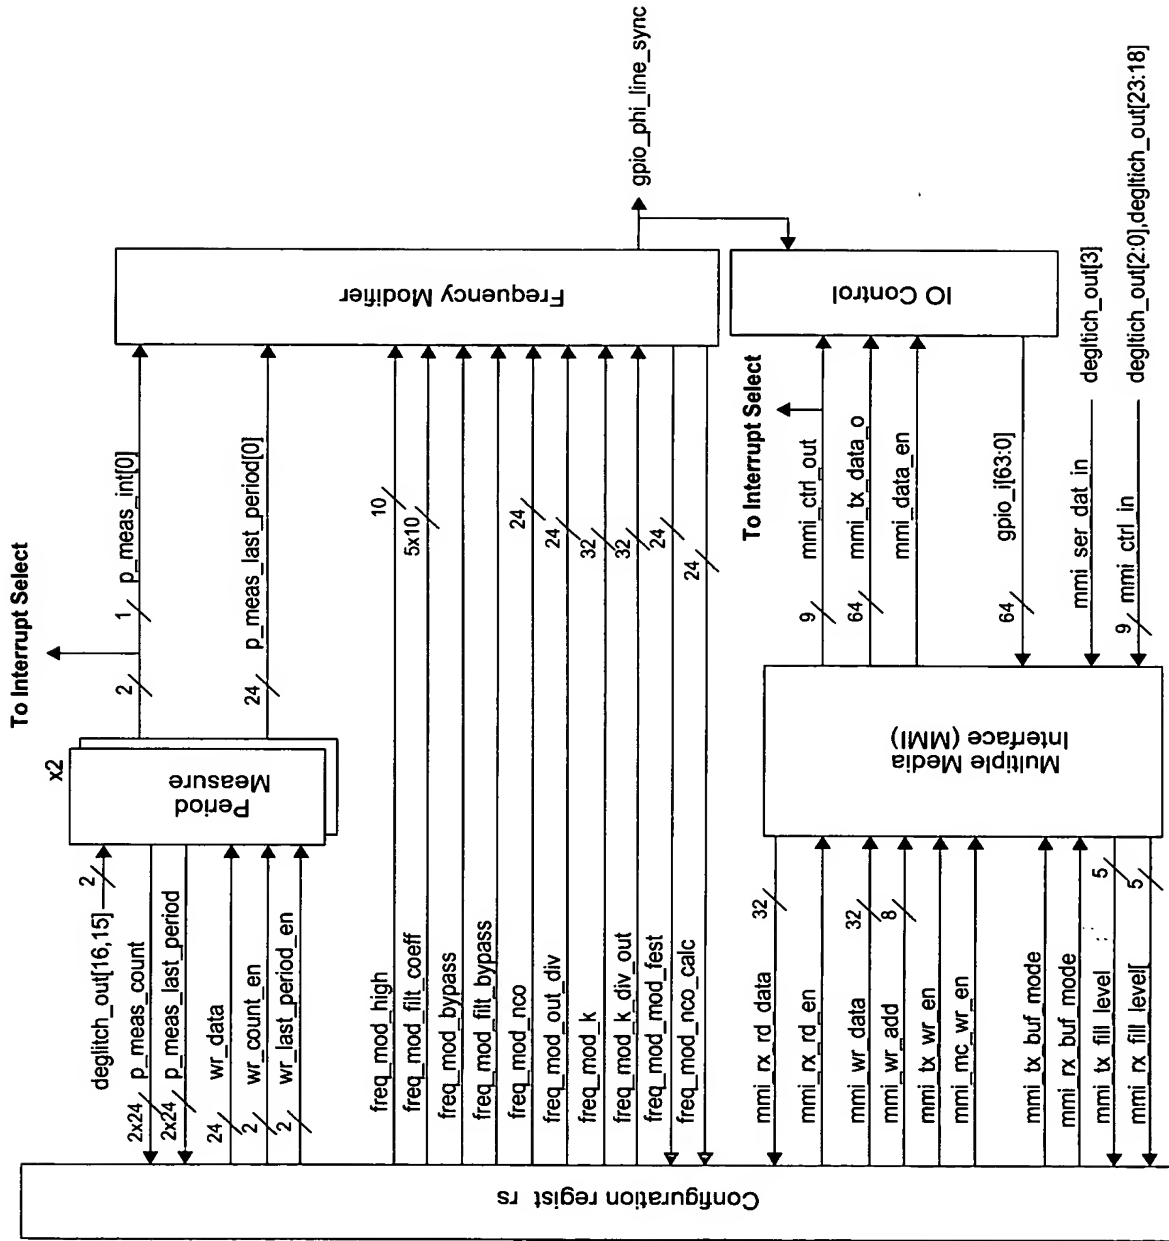 To Interrupt Select
x2
Period
Measure
deglitch_out[16,15]
2
2x24
p_meas_count
2x24
p_meas_last_period
24
wr_data
2
wr_count_en
2
wr_last_period_en
2
1
p_meas_int[0]
24
p_meas_last_period[0]
Frequency Modifier
gpio_phi_line_sync
freq_mod_high
10
freq_mod_filt_coeff
5x10
freq_mod_bypass
freq_mod_filt_bypass
freq_mod_nco
24
freq_mod_out_div
24
freq_mod_k
32
freq_mod_k_div_out
32
freq_mod_mod_fest
24
freq_mod_nco_calc
24
To Interrupt Select
IO Control
9
mmi_ctrl_out
64
mmi_tx_data_o
mmi_data_en
64
gpio_i[63:0]
mmi_ser_dat_in
degltich_out[3]
9
mmi_ctrl_in
degltich_out[2:0],degltich_out[23:18]
Multiple Media
Interface (MMI)
mmi_rx_rd_data
32
mmi_rx_rd_en
mmi_wr_data
32
mmi_wr_add
8
mmi_tx_wr_en
mmi_mc_wr_en
mmi_tx_buf_mode
mmi_rx_buf_mode
mmi_tx_fill_level
5
mmi_rx_fill_level[
5
Configuration regist rs